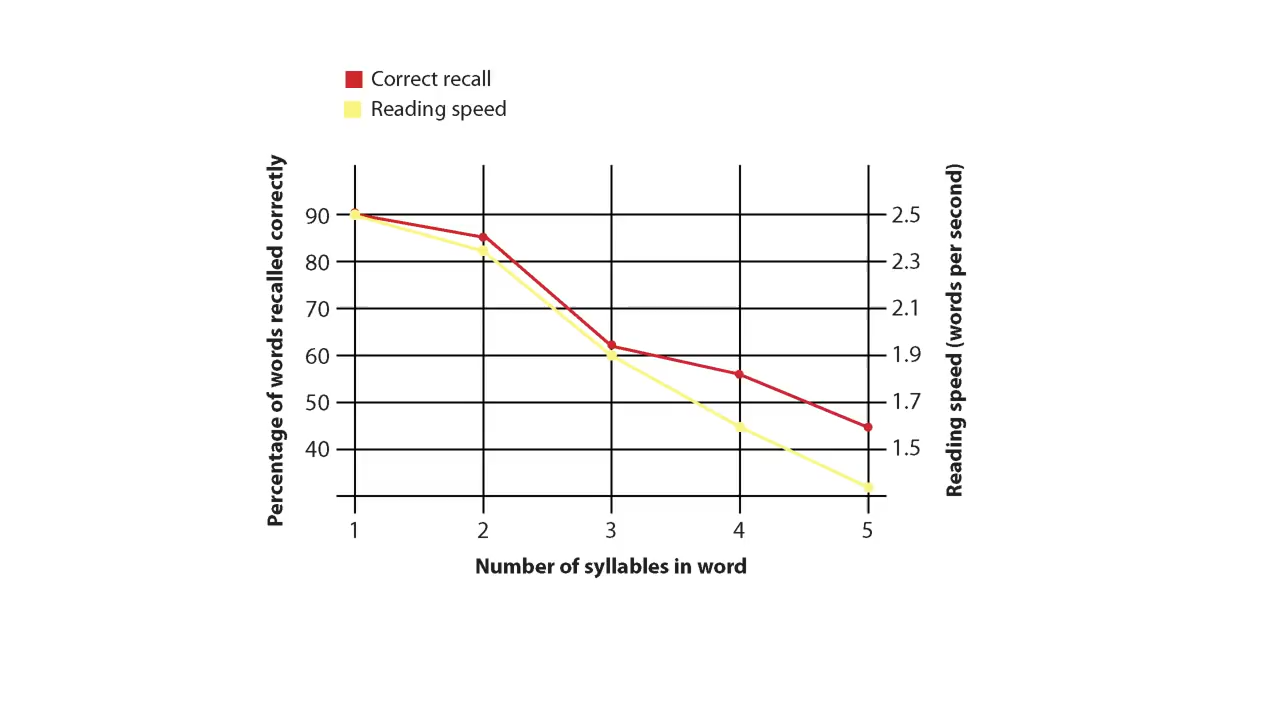 Correct recall
Reading speed
Percentage of words recalled correctly
90
80
70
60
50
40
2.5
2.3
2.1
1.9
1.7
1.5
Reading speed (words per second)
1 2 3 4 5
Number of syllables in word